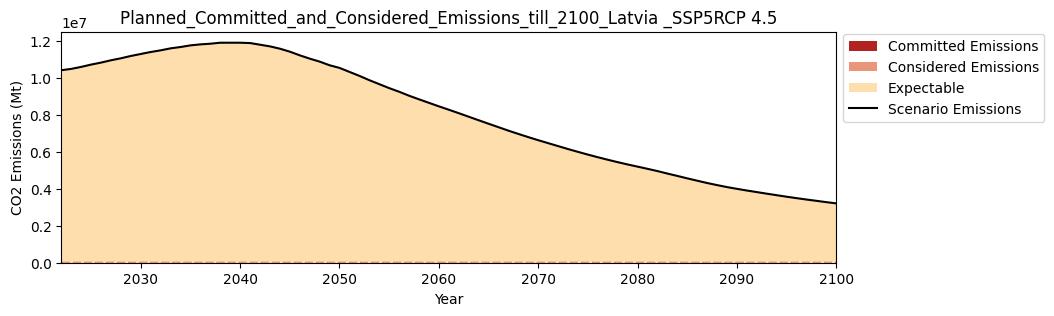 Planned_Committed_and_Considered_Emissions_till_2100_Latvia _SSP5RCP 4.5
1e7
1.2
1.0
0.8
0.6
0.4
0.2
0.0
CO2 Emissions (Mt)
2030 2040 2050 2060 2070 2080 2090 2100
Year
Committed Emissions
Considered Emissions
Expectable
Scenario Emissions